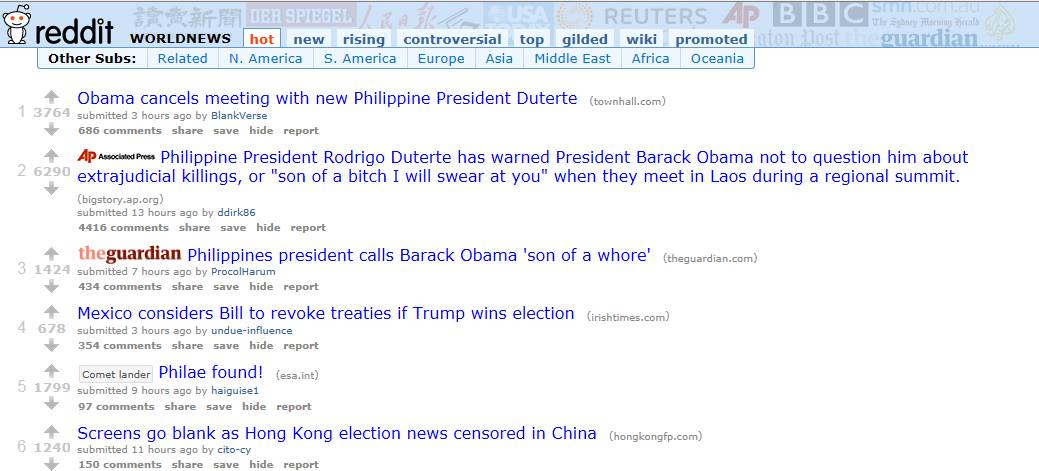 讀賣新聞 DER SPIEGEL 人民日报 USA REUTERS AP BBC smh.com.au
The Sydney Morning Herald
reddit WORLDNEWS hot new rising controversial top gilded wiki promoted ngton Post theguardian
Other Subs: Related N. America S. America Europe Asia Middle East Africa Oceania
1 3764 Obama cancels meeting with new Philippine President Duterte (townhall.com)
submitted 3 hours ago by BlankVerse
686 comments share save hide report
AP Associated Press Philippine President Rodrigo Duterte has warned President Barack Obama not to question him about
2 6290 extrajudicial killings, or "son of a bitch I will swear at you" when they meet in Laos during a regional summit.
(bigstory.ap.org)
submitted 13 hours ago by ddirk86
4416 comments share save hide report
theguardian Philippines president calls Barack Obama 'son of a whore' (theguardian.com)
3 1424 submitted 7 hours ago by ProcolHarum
434 comments share save hide report
Mexico considers Bill to revoke treaties if Trump wins election (irishtimes.com)
4 678 submitted 3 hours ago by undue-influence
354 comments share save hide report
Comet lander Philae found! (esa.int)
5 1799 submitted 9 hours ago by haiguise1
97 comments share save hide report
Screens go blank as Hong Kong election news censored in China (hongkongfp.com)
6 1240 submitted 11 hours ago by cito-cy
150 comments share save hide report